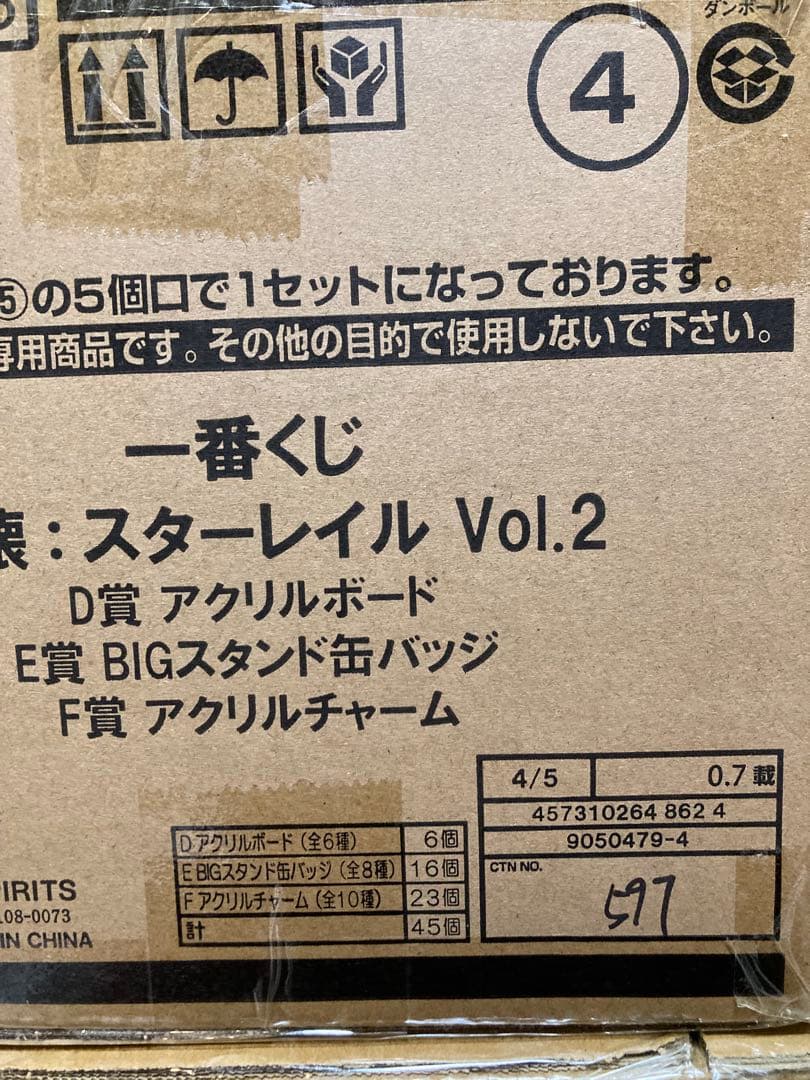 ダンボール
4
⑤の5個口で1セットになっております。
専用商品です。その他の目的で使用しないで下さい。
一番くじ
壊：スターレイル Vol.2
D賞 アクリルボード
E賞 BIGスタンド缶バッジ
F賞 アクリルチャーム
4/5 0.7載
457310264 862 4
9050479-4
CTN NO.
597
D アクリルボード（全6種） 6個
E BIGスタンド缶バッジ（全8種） 16個
F アクリルチャーム（全10種） 23個
計 45個
PIRITS
108-0073
IN CHINA